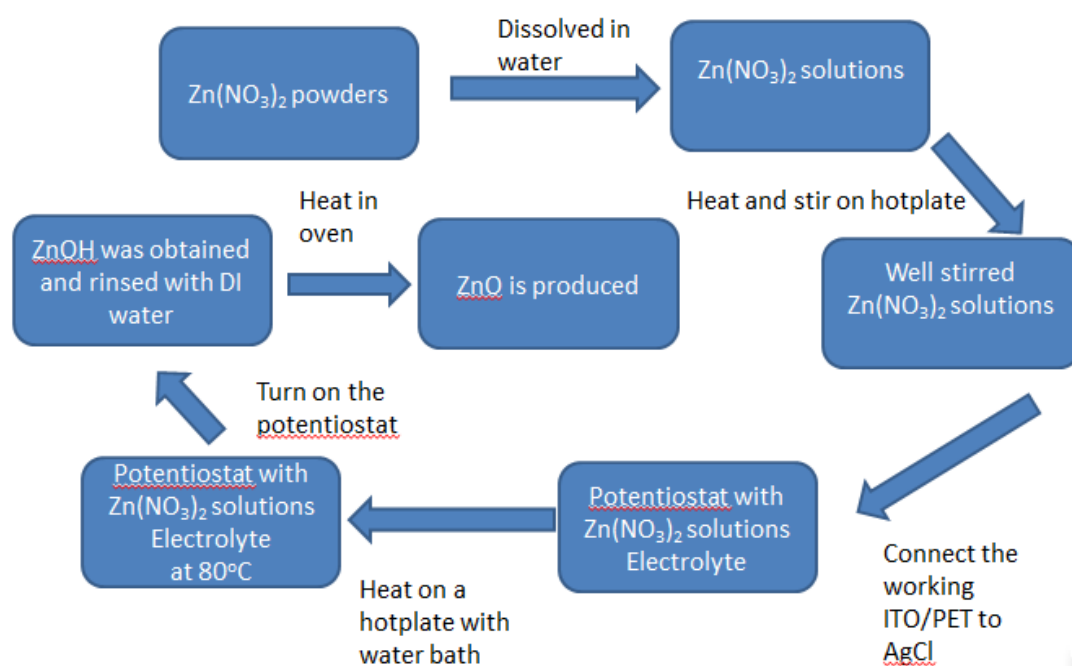 Zn(NO₃)₂ powders
Dissolved in
water
Zn(NO₃)₂ solutions
Heat and stir on hotplate
Well stirred
Zn(NO₃)₂ solutions
Connect the
working
ITO/PET to
AgCl
Potentiostat with
Zn(NO₃)₂ solutions
Electrolyte
Heat on a
hotplate with
water bath
Potentiostat with
Zn(NO₃)₂ solutions
Electrolyte
at 80°C
Turn on the
potentiostat
ZnOH was obtained
and rinsed with DI
water
Heat in
oven
ZnO is produced